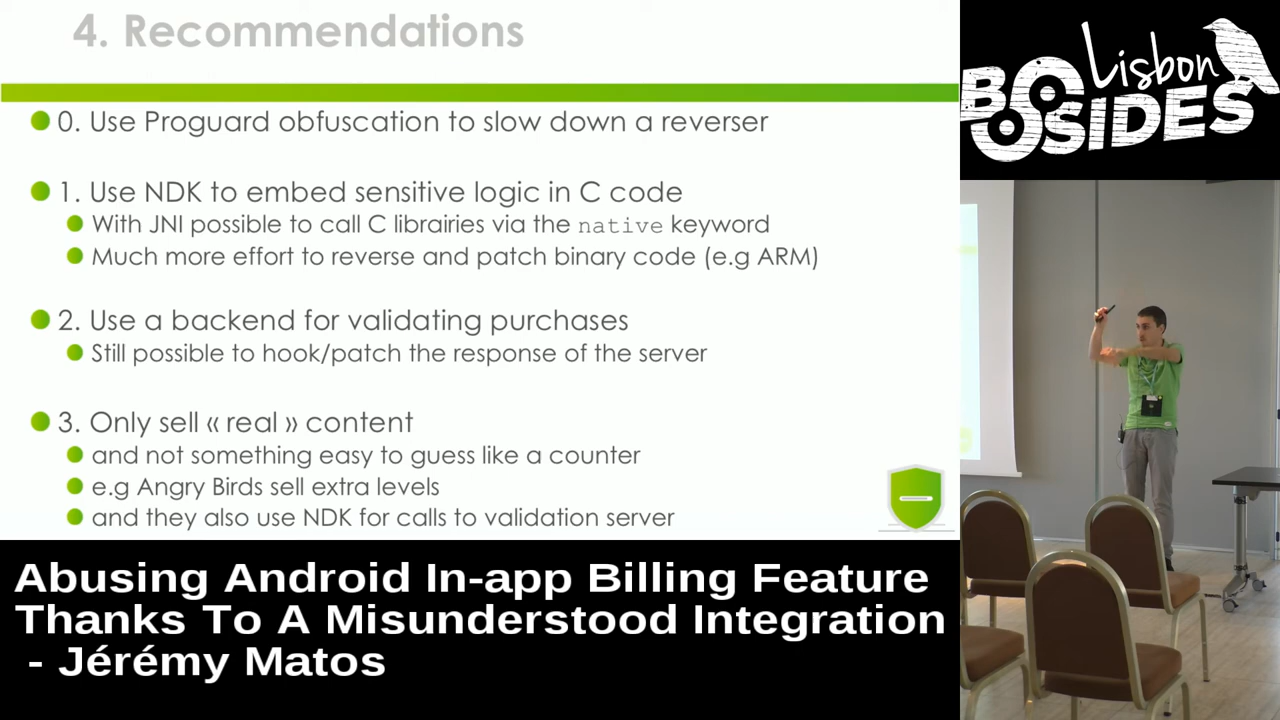 4. Recommendations
0. Use Proguard obfuscation to slow down a reverser
1. Use NDK to embed sensitive logic in C code
With JNI possible to call C librairies via the native keyword
Much more effort to reverse and patch binary code (e.g ARM)
2. Use a backend for validating purchases
Still possible to hook/patch the response of the server
3. Only sell « real » content
and not something easy to guess like a counter
e.g Angry Birds sell extra levels
and they also use NDK for calls to validation server
Lisbon
BSIDES
Abusing Android In-app Billing Feature
Thanks To A Misunderstood Integration
- Jérémy Matos